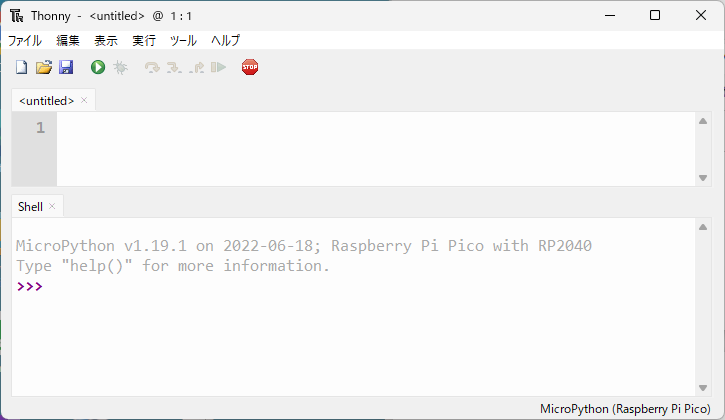 Thonny - <untitled> @ 1 : 1
ファイル 編集 表示 実行 ツール ヘルプ
STOP
<untitled> ×
1
Shell ×
MicroPython v1.19.1 on 2022-06-18; Raspberry Pi Pico with RP2040
Type "help()" for more information.
>>>
MicroPython (Raspberry Pi Pico)